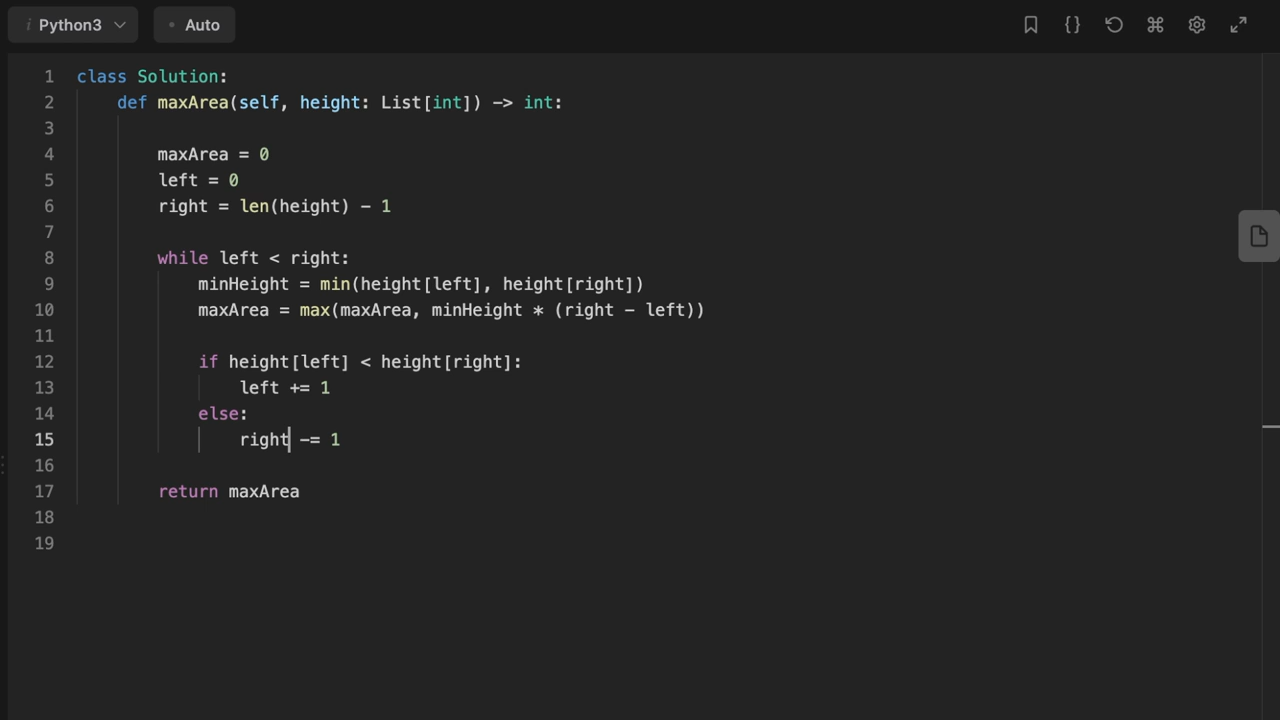 i Python3
Auto
1 class Solution:
2     def maxArea(self, height: List[int]) -> int:
3
4         maxArea = 0
5         left = 0
6         right = len(height) - 1
7
8         while left < right:
9             minHeight = min(height[left], height[right])
10             maxArea = max(maxArea, minHeight * (right - left))
11
12             if height[left] < height[right]:
13                 left += 1
14             else:
15                 right -= 1
16
17         return maxArea
18
19